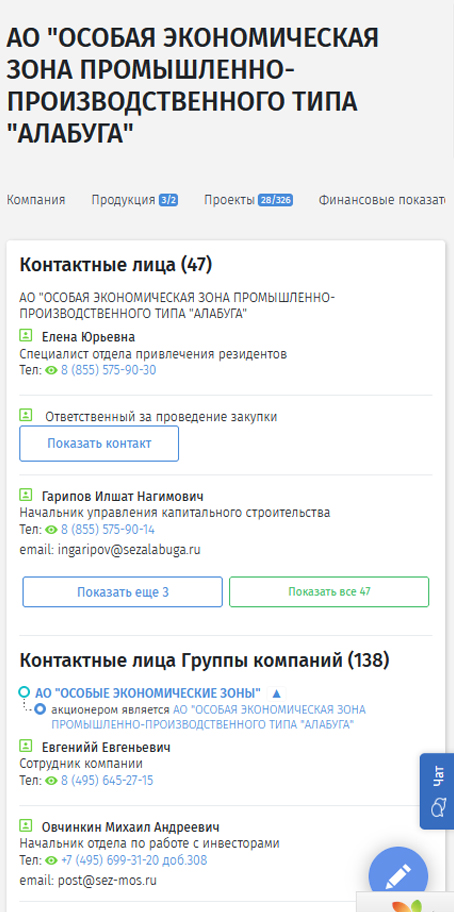 АО "ОСОБАЯ ЭКОНОМИЧЕСКАЯ
ЗОНА ПРОМЫШЛЕННО-
ПРОИЗВОДСТВЕННОГО ТИПА
"АЛАБУГА"
Компания Продукция 3/2 Проекты 28/326 Финансовые показат
Контактные лица (47)
АО "ОСОБАЯ ЭКОНОМИЧЕСКАЯ ЗОНА ПРОМЫШЛЕННО-
ПРОИЗВОДСТВЕННОГО ТИПА "АЛАБУГА"
Елена Юрьевна
Специалист отдела привлечения резидентов
Тел: 8 (855) 575-90-30
Ответственный за проведение закупки
Показать контакт
Гарипов Илшат Нагимович
Начальник управления капитального строительства
Тел: 8 (855) 575-90-14
email: ingaripov@sezalabuga.ru
Показать еще 3 Показать все 47
Контактные лица Группы компаний (138)
АО "ОСОБЫЕ ЭКОНОМИЧЕСКИЕ ЗОНЫ" ▲
акционером является АО "ОСОБАЯ ЭКОНОМИЧЕСКАЯ ЗОНА
ПРОМЫШЛЕННО-ПРОИЗВОДСТВЕННОГО ТИПА "АЛАБУГА"
Евгенийй Евгеньевич
Сотрудник компании
Тел: 8 (495) 645-27-15
Чат
Овчинкин Михаил Андреевич
Начальник отдела по работе с инвесторами
Тел: +7 (495) 699-31-20 доб.308
email: post@sez-mos.ru